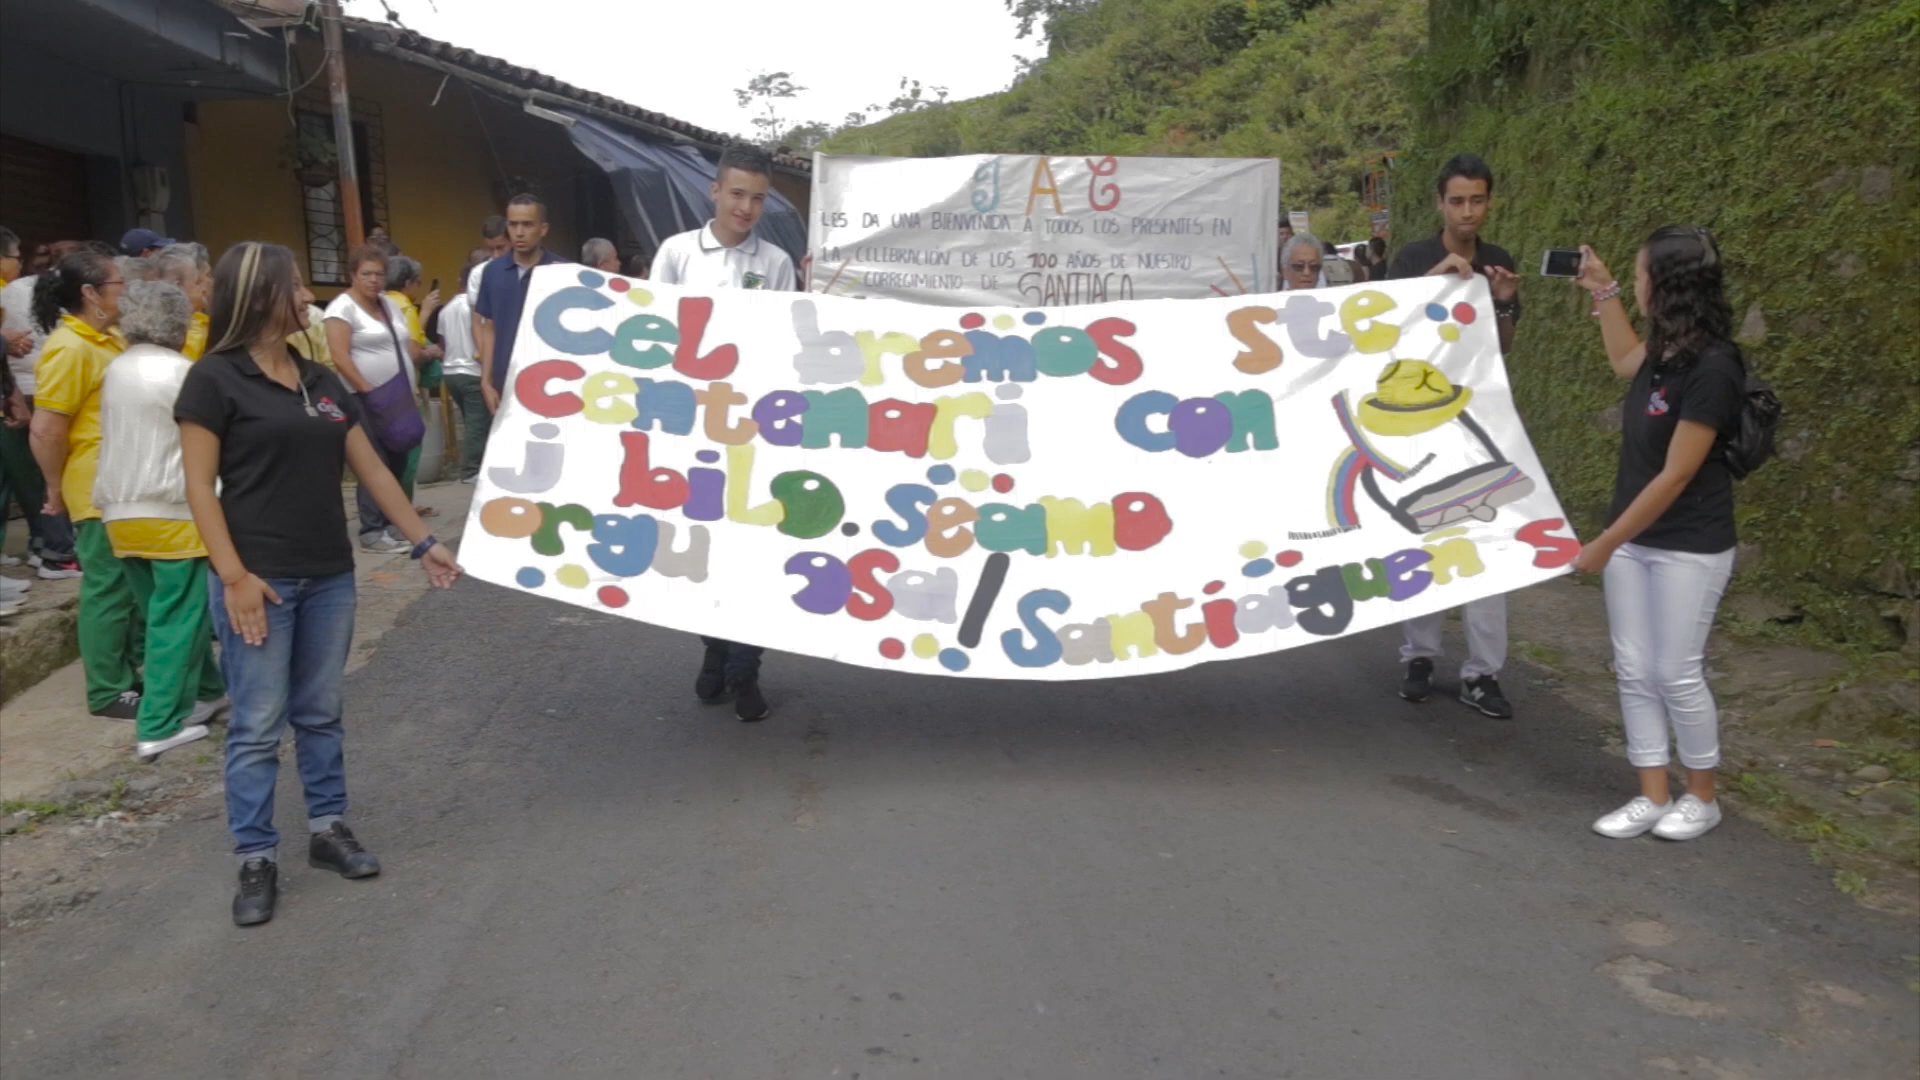 J A C
LES DA UNA BIENVENIDA A TODOS LOS PRESENTES EN
LA CELEBRACIÓN DE LOS 100 AÑOS DE NUESTRO
CORREGIMIENTO DE SANTIAGO
Cel bremos ste
centenari con
j bilo. seamo
orgu osa / Santiagueñ s